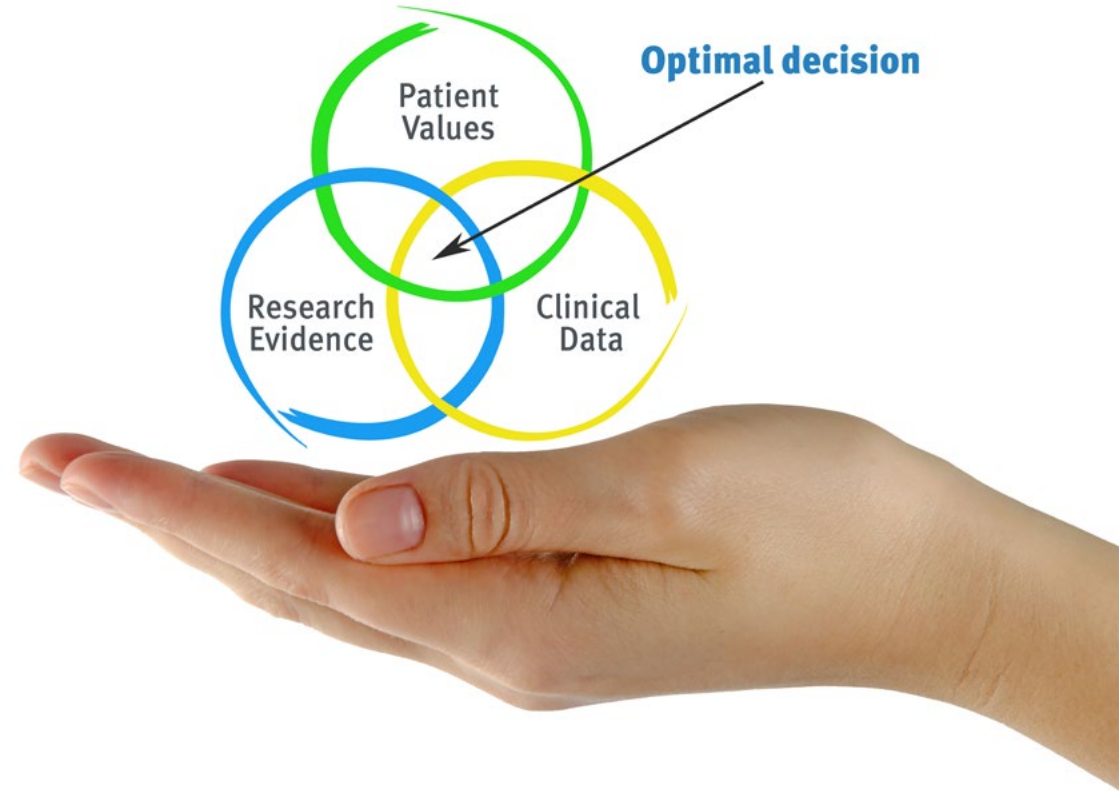 Optimal decision
Patient
Values
Research
Evidence
Clinical
Data